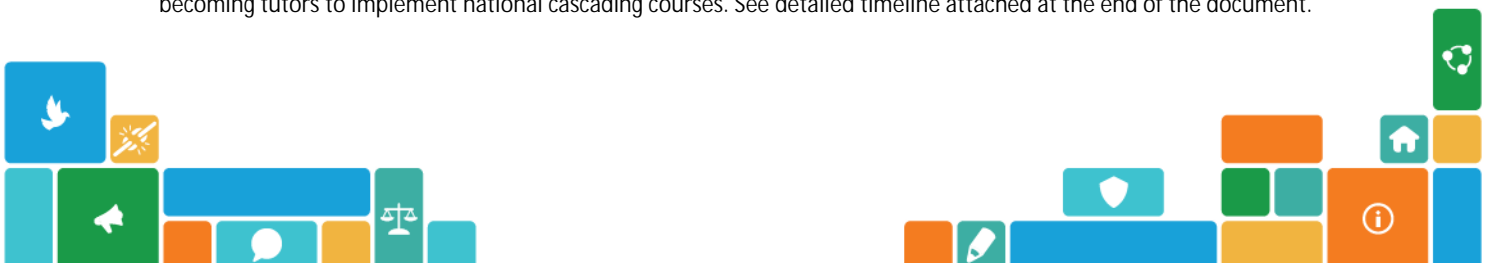 becoming tutors to implement national cascading courses. See detailed timeline attached at the end of the document.